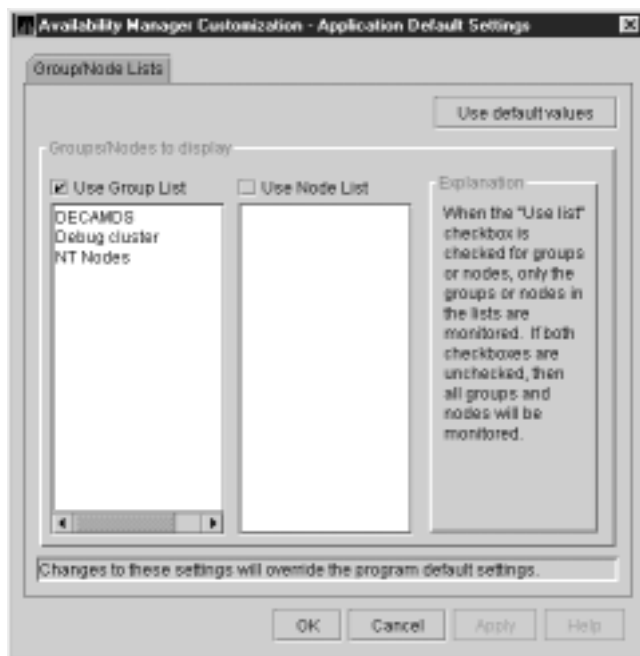 Availability Manager Customization - Application Default Settings
Group/Node Lists
Use default values
Groups/Nodes to display
Use Group List
DECAMDS
Debug cluster
NT Nodes
Use Node List
Explanation
When the "Use list"
checkbox is
checked for groups
or nodes, only the
groups or nodes in
the lists are
monitored. If both
checkboxes are
unchecked, then
all groups and
nodes will be
monitored.
Changes to these settings will override the program default settings.
OK
Cancel
Apply
Help